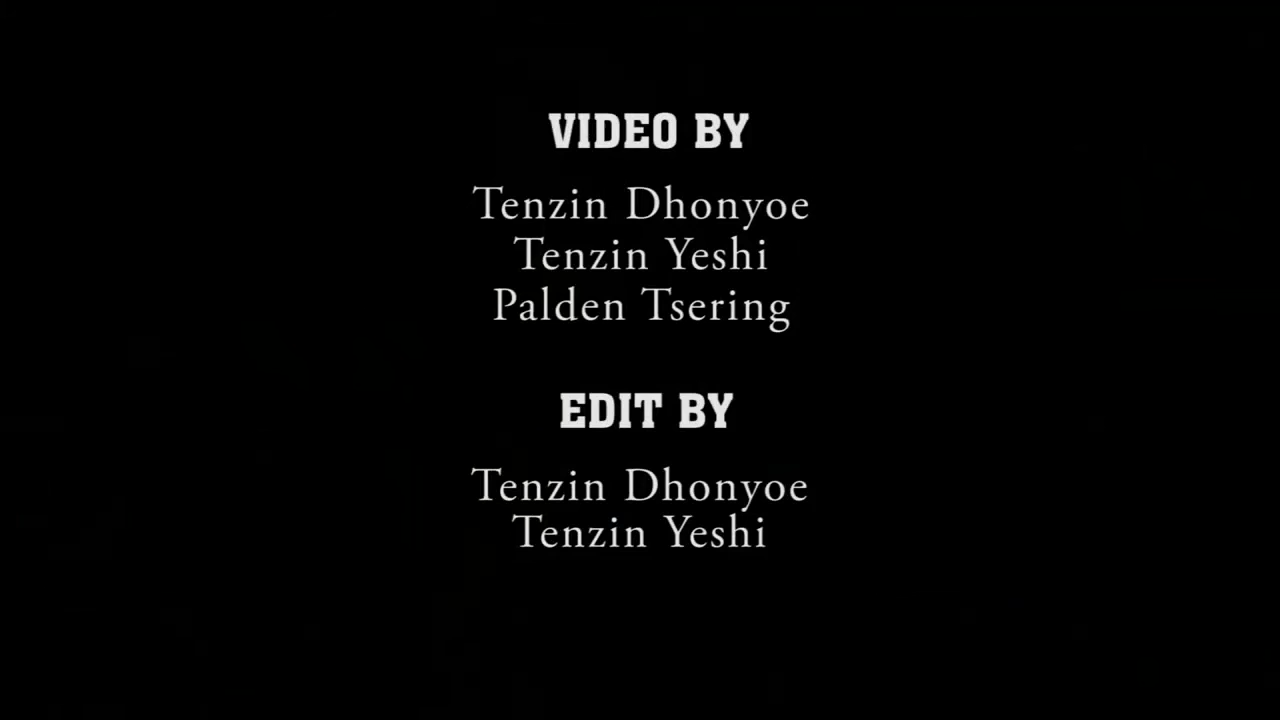 VIDEO BY
Tenzin Dhonyoe
Tenzin Yeshi
Palden Tsering
EDIT BY
Tenzin Dhonyoe
Tenzin Yeshi